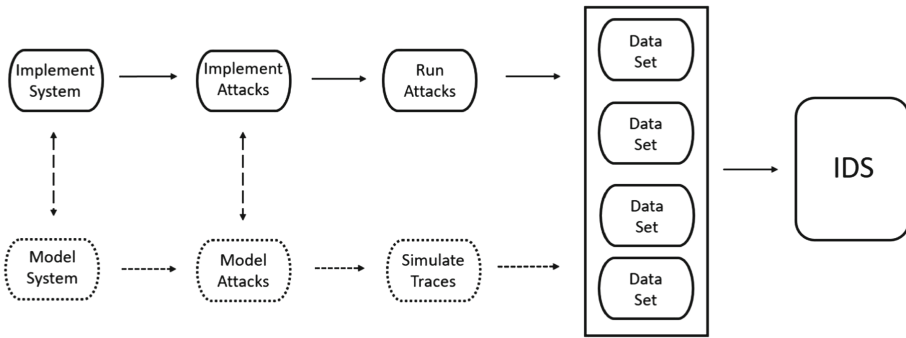 Implement
System
Implement
Attacks
Run
Attacks
Data
Set
Data
Set
IDS
Model
System
Model
Attacks
Simulate
Traces
Data
Set
Data
Set